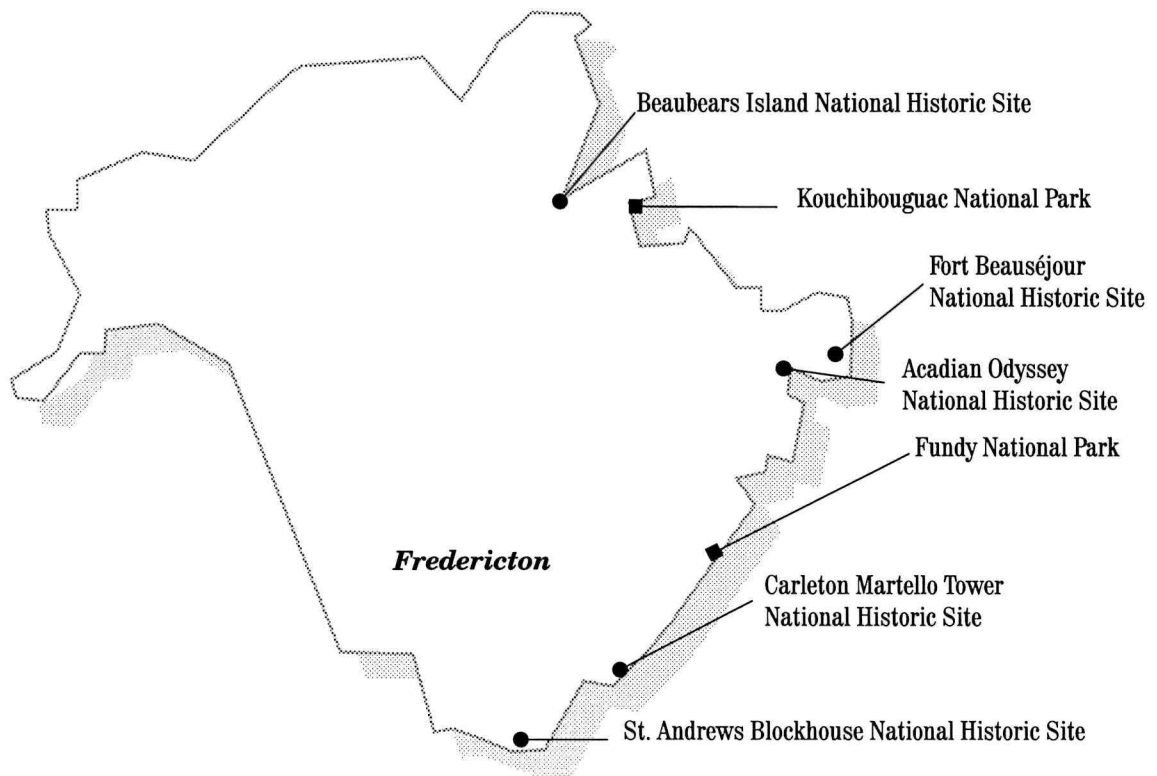 Beaubears Island National Historic Site
Kouchibouguac National Park
Fort Beauséjour
National Historic Site
Acadian Odyssey
National Historic Site
Fundy National Park
Fredericton
Carleton Martello Tower
National Historic Site
St. Andrews Blockhouse National Historic Site